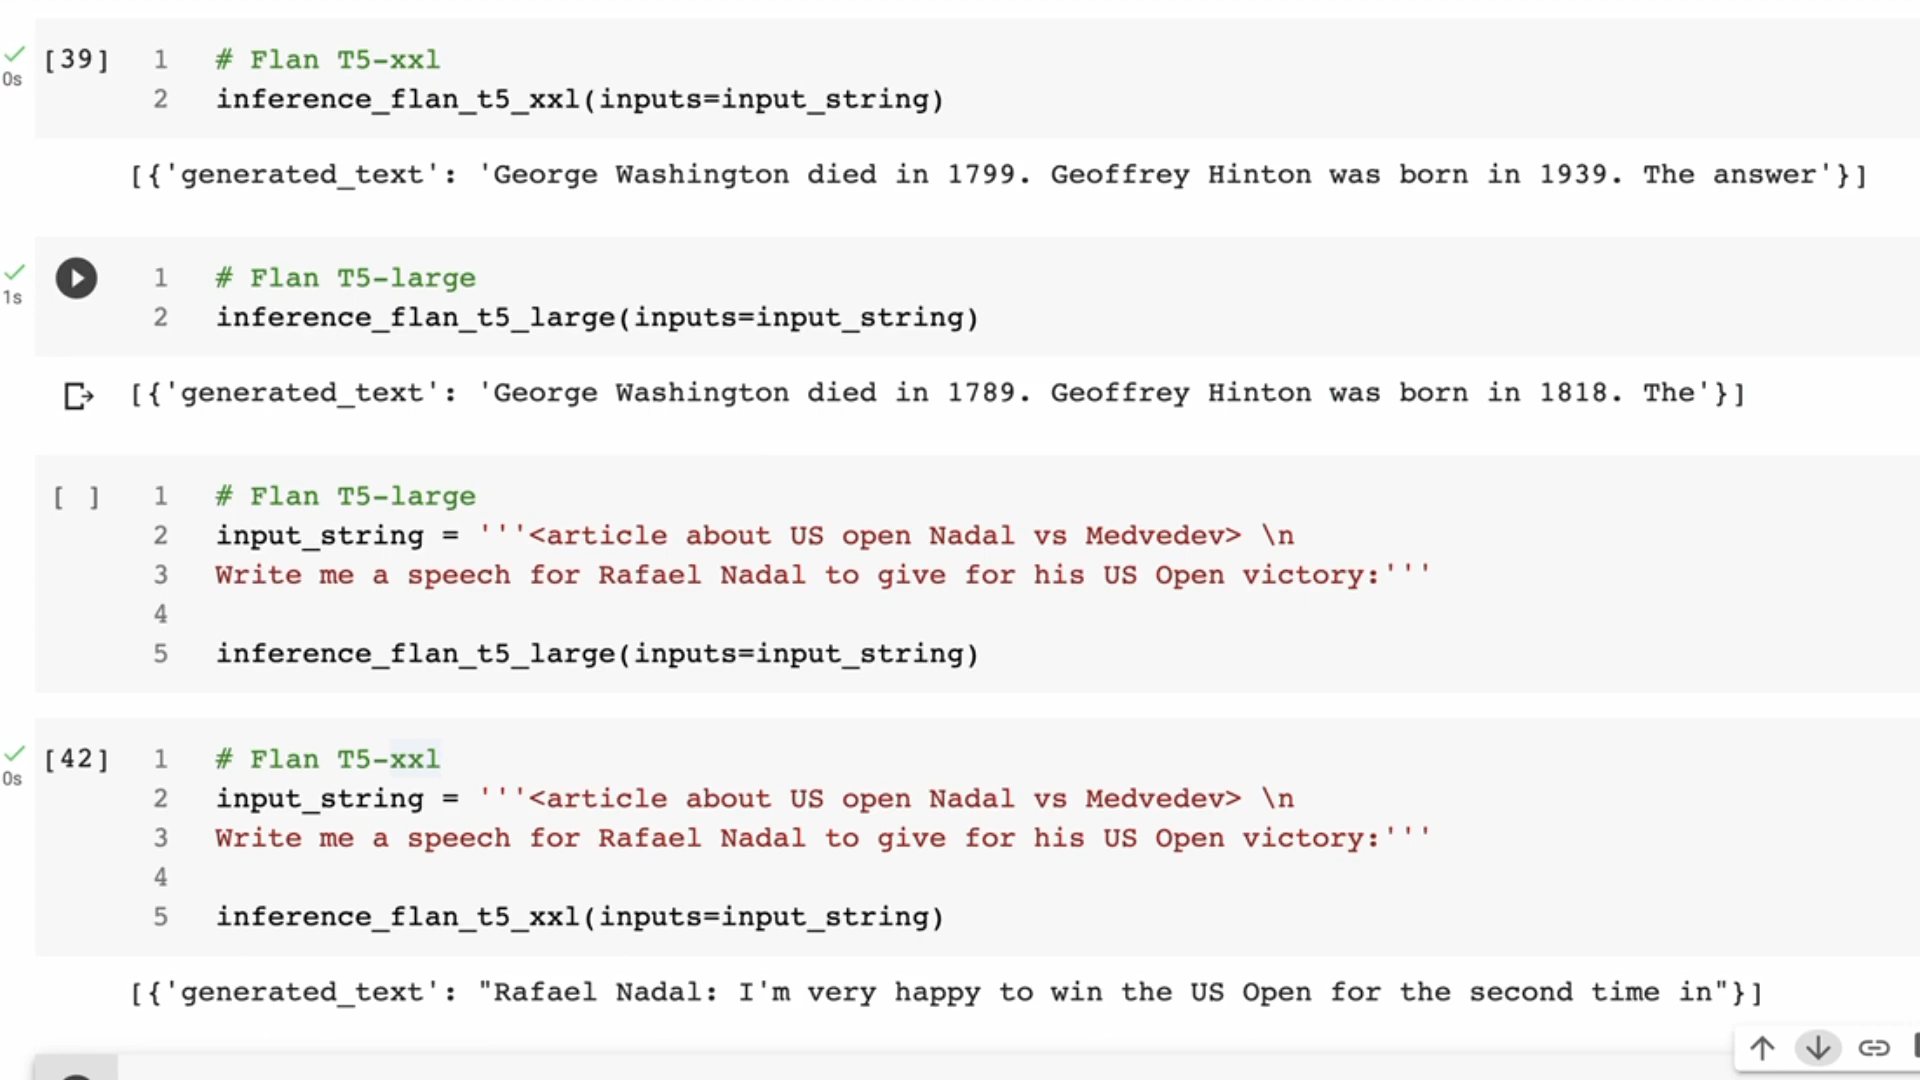 [39] 1 # Flan T5-xxl
0s 2 inference_flan_t5_xxl(inputs=input_string)
[{'generated_text': 'George Washington died in 1799. Geoffrey Hinton was born in 1939. The answer'}]
1 # Flan T5-large
1s 2 inference_flan_t5_large(inputs=input_string)
[{'generated_text': 'George Washington died in 1789. Geoffrey Hinton was born in 1818. The'}]
[ ] 1 # Flan T5-large
2 input_string = '''<article about US open Nadal vs Medvedev> \n
3 Write me a speech for Rafael Nadal to give for his US Open victory:'''
4
5 inference_flan_t5_large(inputs=input_string)
[42] 1 # Flan T5-xxl
0s 2 input_string = '''<article about US open Nadal vs Medvedev> \n
3 Write me a speech for Rafael Nadal to give for his US Open victory:'''
4
5 inference_flan_t5_xxl(inputs=input_string)
[{'generated_text': "Rafael Nadal: I'm very happy to win the US Open for the second time in"}]